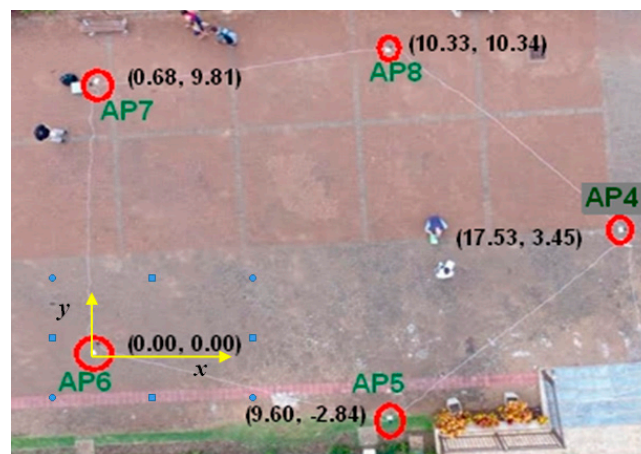 (10.33, 10.34)
AP8
(0.68, 9.81)
AP7
AP4
(17.53, 3.45)
y
(0.00, 0.00)
x
AP6
AP5
(9.60, -2.84)